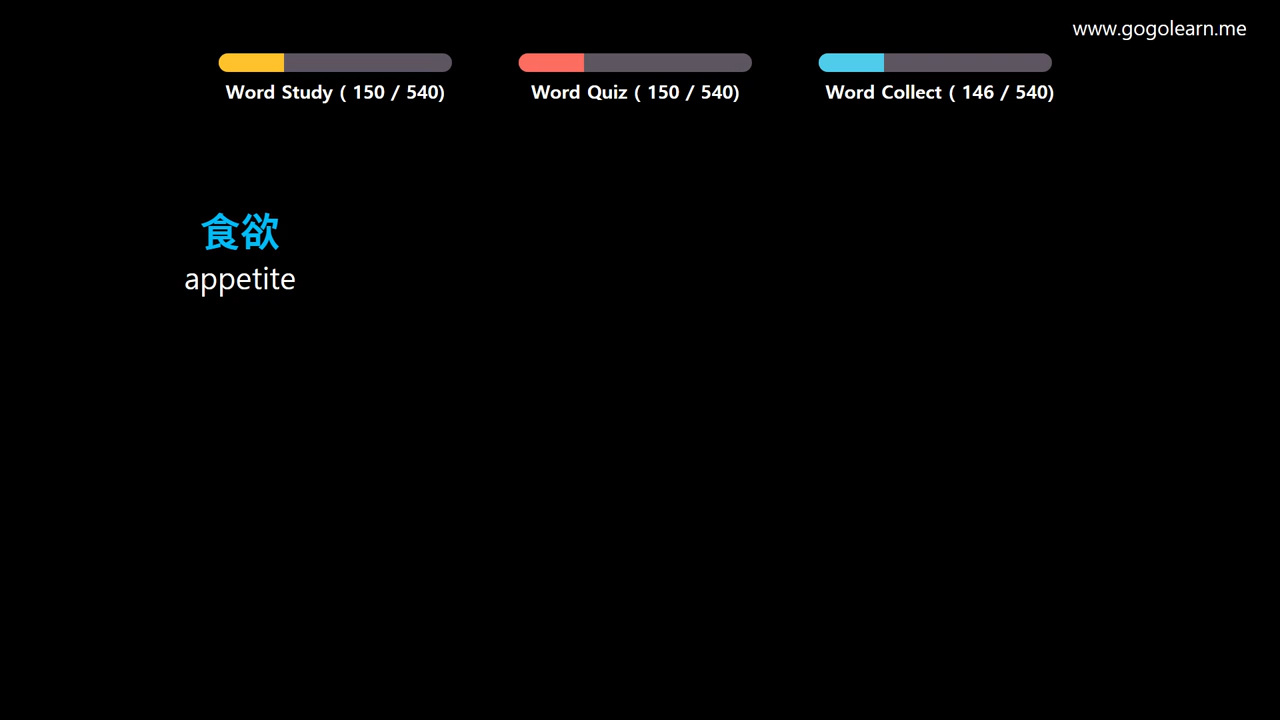 www.gogolearn.me
Word Study ( 150 / 540)
Word Quiz ( 150 / 540)
Word Collect ( 146 / 540)
食欲
appetite